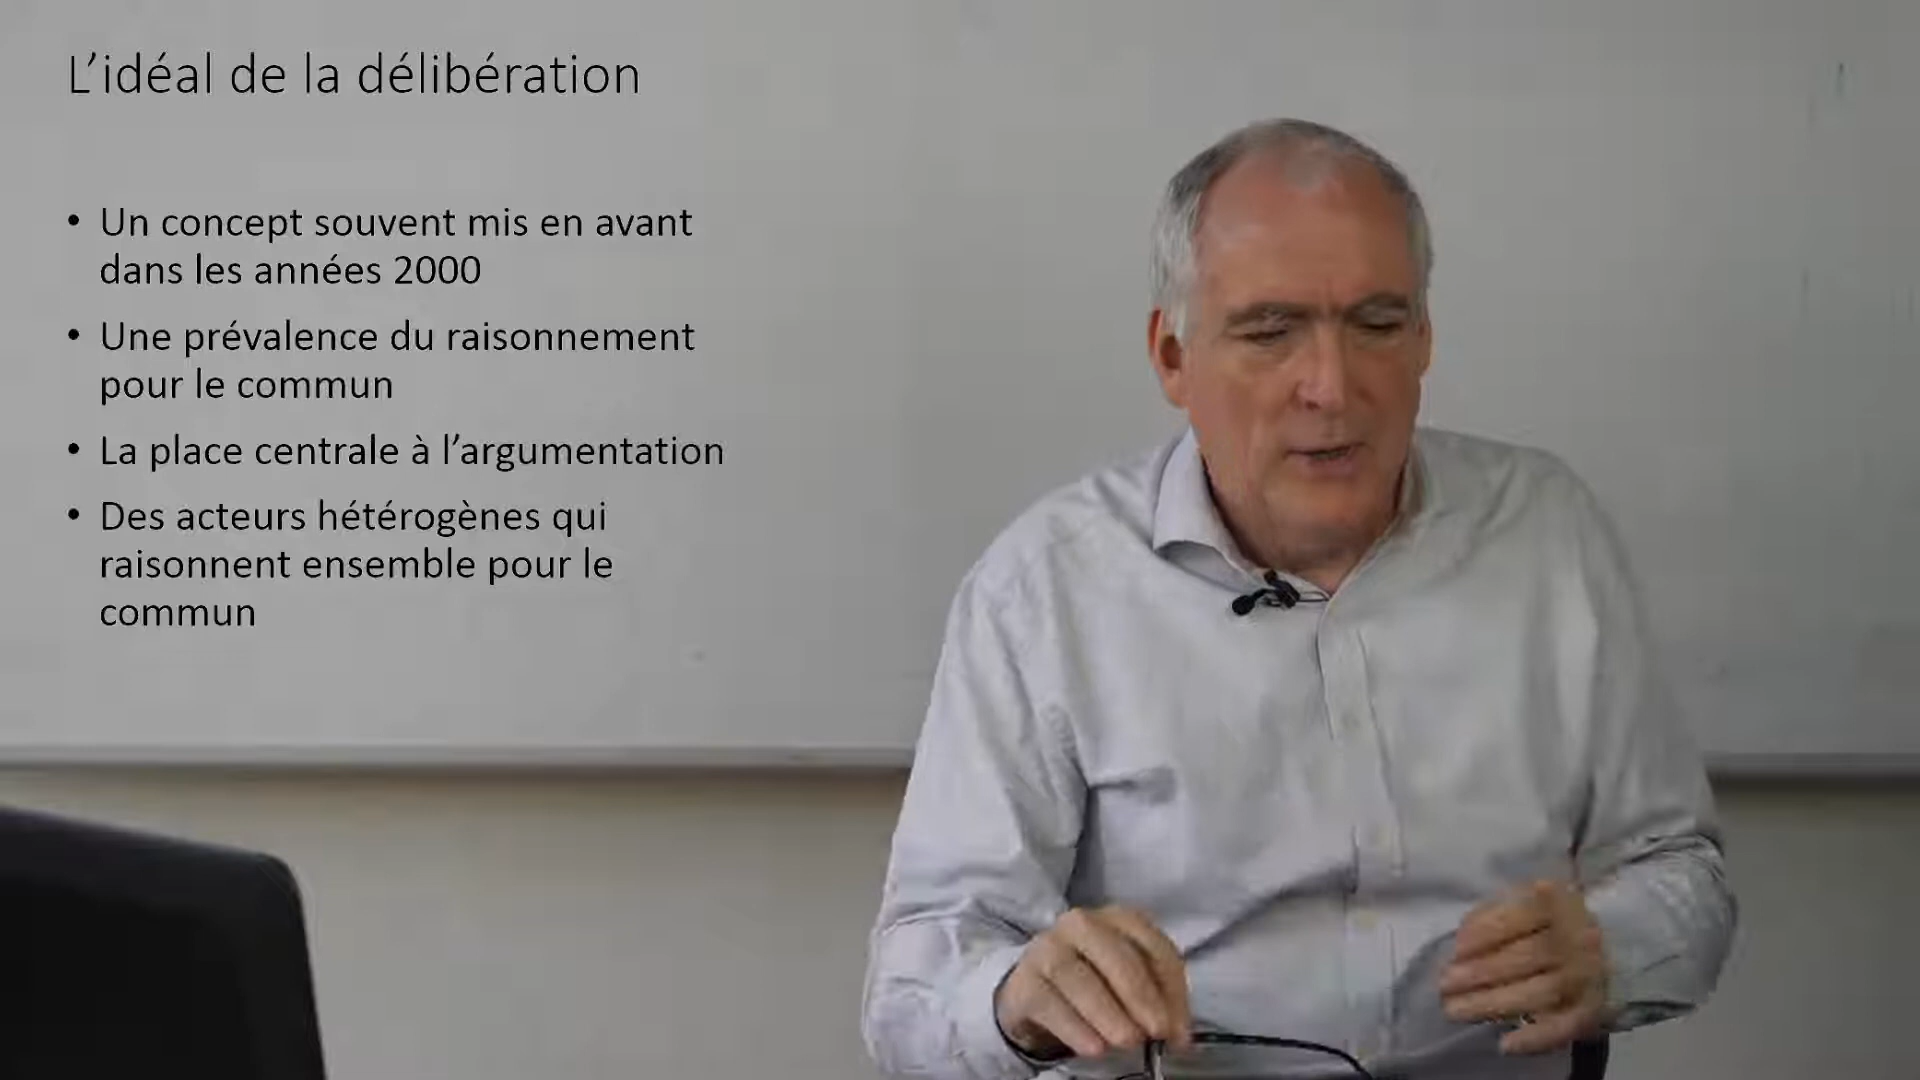 L’idéal de la délibération
• Un concept souvent mis en avant
dans les années 2000
• Une prévalence du raisonnement
pour le commun
• La place centrale à l’argumentation
• Des acteurs hétérogènes qui
raisonnent ensemble pour le
commun